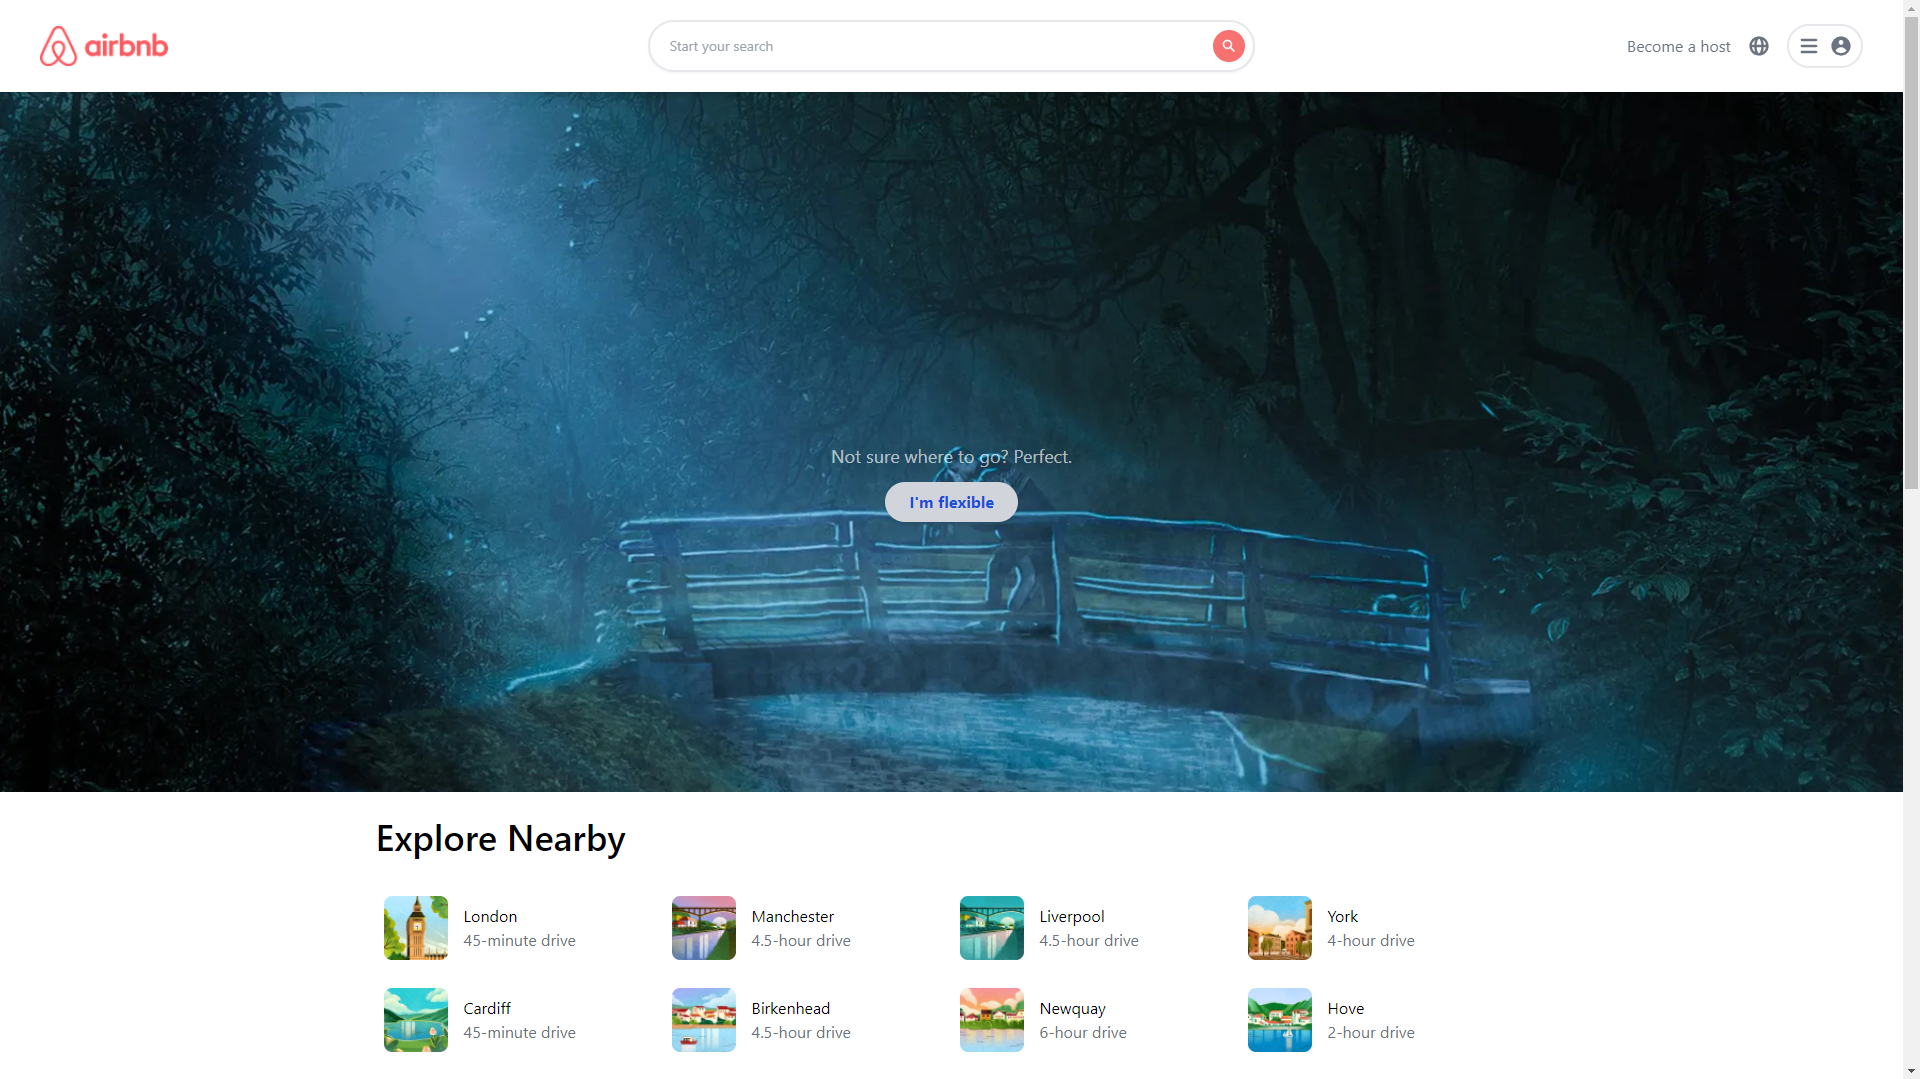 airbnb
Start your search
Become a host
Not sure where to go? Perfect.
I'm flexible
Explore Nearby
London
45-minute drive
Manchester
4.5-hour drive
Liverpool
4.5-hour drive
York
4-hour drive
Cardiff
45-minute drive
Birkenhead
4.5-hour drive
Newquay
6-hour drive
Hove
2-hour drive